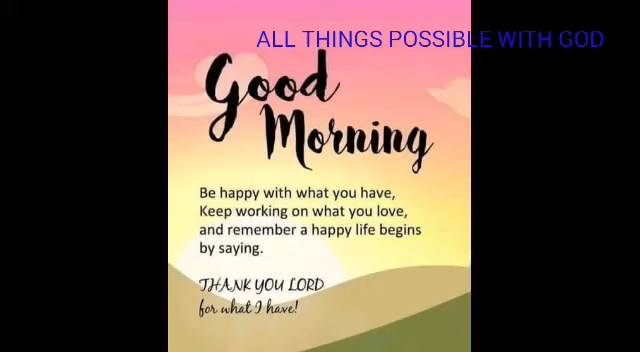 ALL THINGS POSSIBLE WITH GOD
Good
Morning
Be happy with what you have,
Keep working on what you love,
and remember a happy life begins
by saying.
THANK YOU LORD
for what I have!